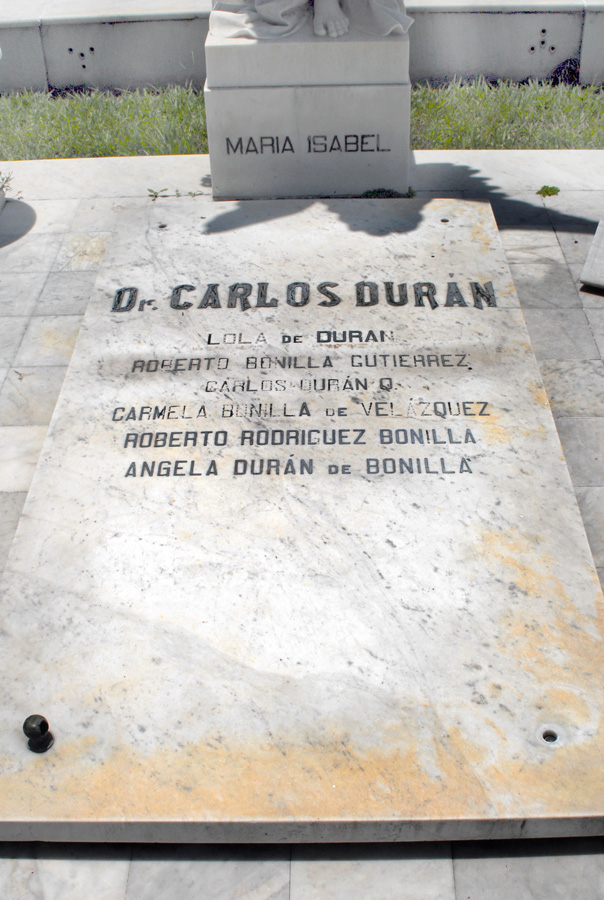 MARIA ISABEL
Dr. CARLOS DURÁN
LOLA DE DURAN
ROBERTO BONILLA GUTIERREZ.
CARLOS DURÁN Q.
CARMELA BONILLA DE VELÁZQUEZ
ROBERTO RODRIGUEZ BONILLA
ANGELA DURÁN DE BONILLA